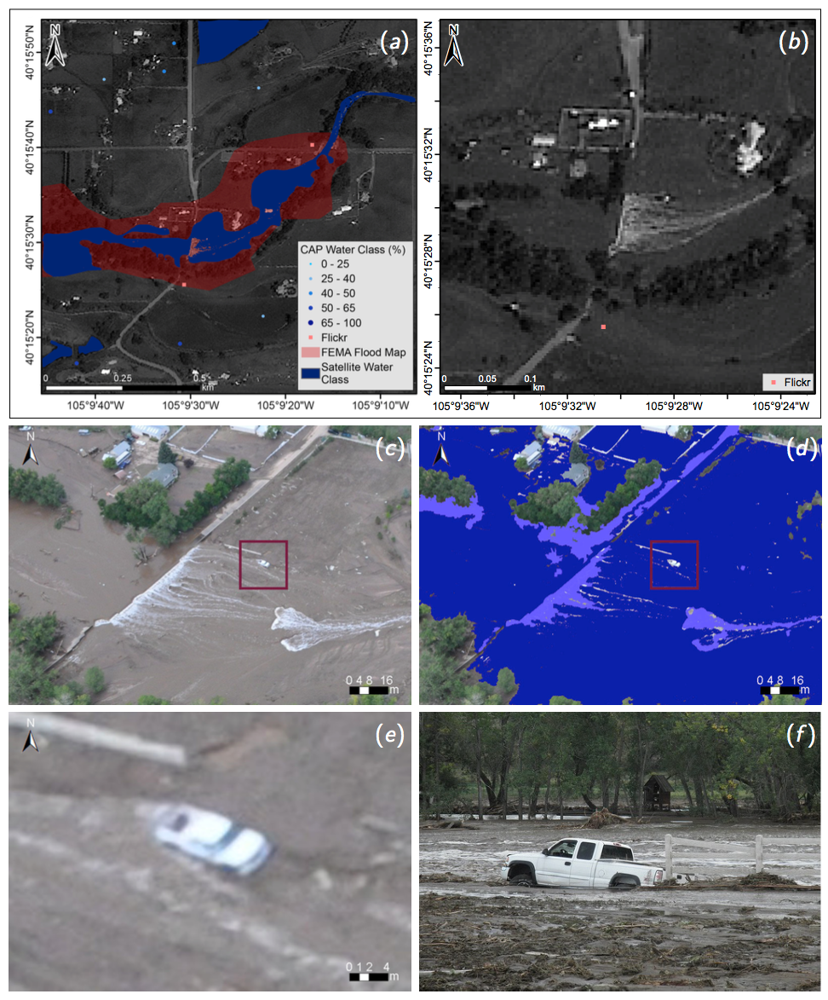 N
(a)
40°15'50"N
40°15'40"N
40°15'30"N
40°15'20"N
CAP Water Class (%)
0 - 25
25 - 40
40 - 50
50 - 65
65 - 100
Flickr
FEMA Flood Map
Satellite Water
Class
0 0.25 0.5
km
105°9'40"W 105°9'30"W 105°9'20"W 105°9'10"W
N
(b)
40°15'36"N
40°15'32"N
40°15'28"N
40°15'24"N
0 0.05 0.1
km
Flickr
105°9'36"W 105°9'32"W 105°9'28"W 105°9'24"W
N
(c)
0 4 8 16
m
N
(d)
0 4 8 16
m
N
(e)
0 1 2 4
m
(f)